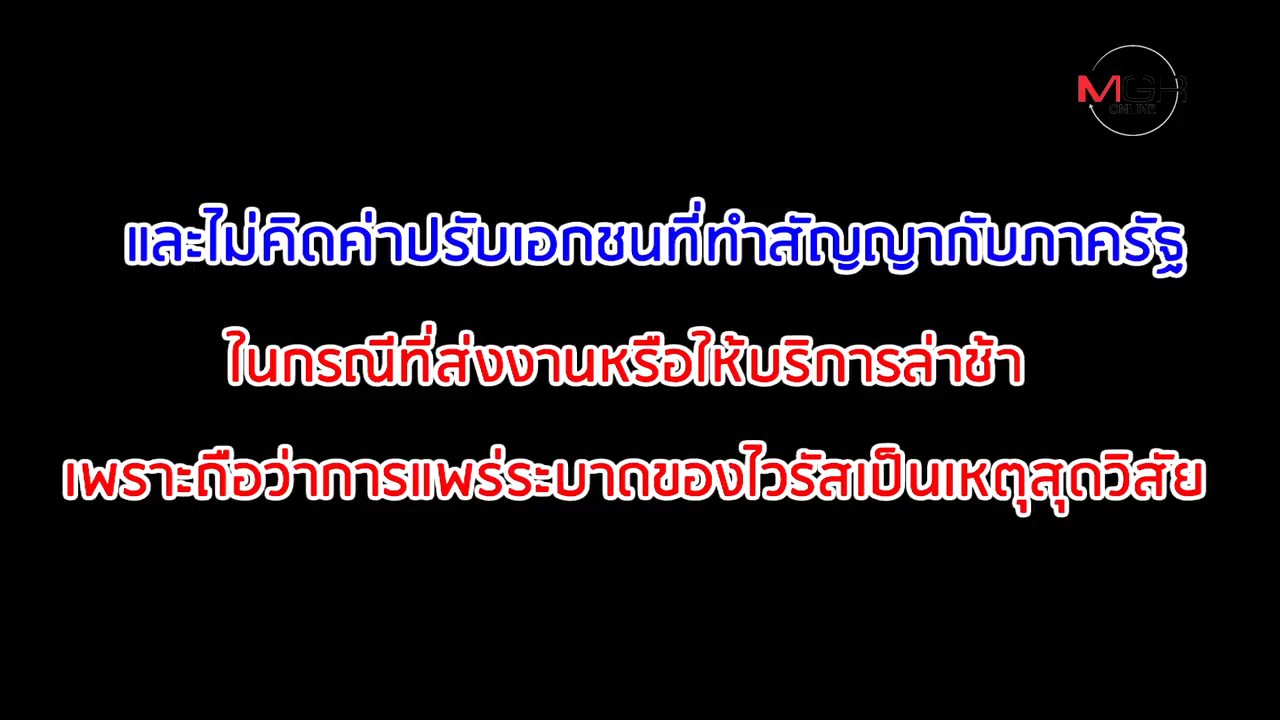 MGR
ONLINE
และไม่คิดค่าปรับเอกชนที่ทำสัญญากับภาครัฐ
ในกรณีที่ส่งงานหรือให้บริการล่าช้า
เพราะถือว่าการแพร่ระบาดของไวรัสเป็นเหตุสุดวิสัย